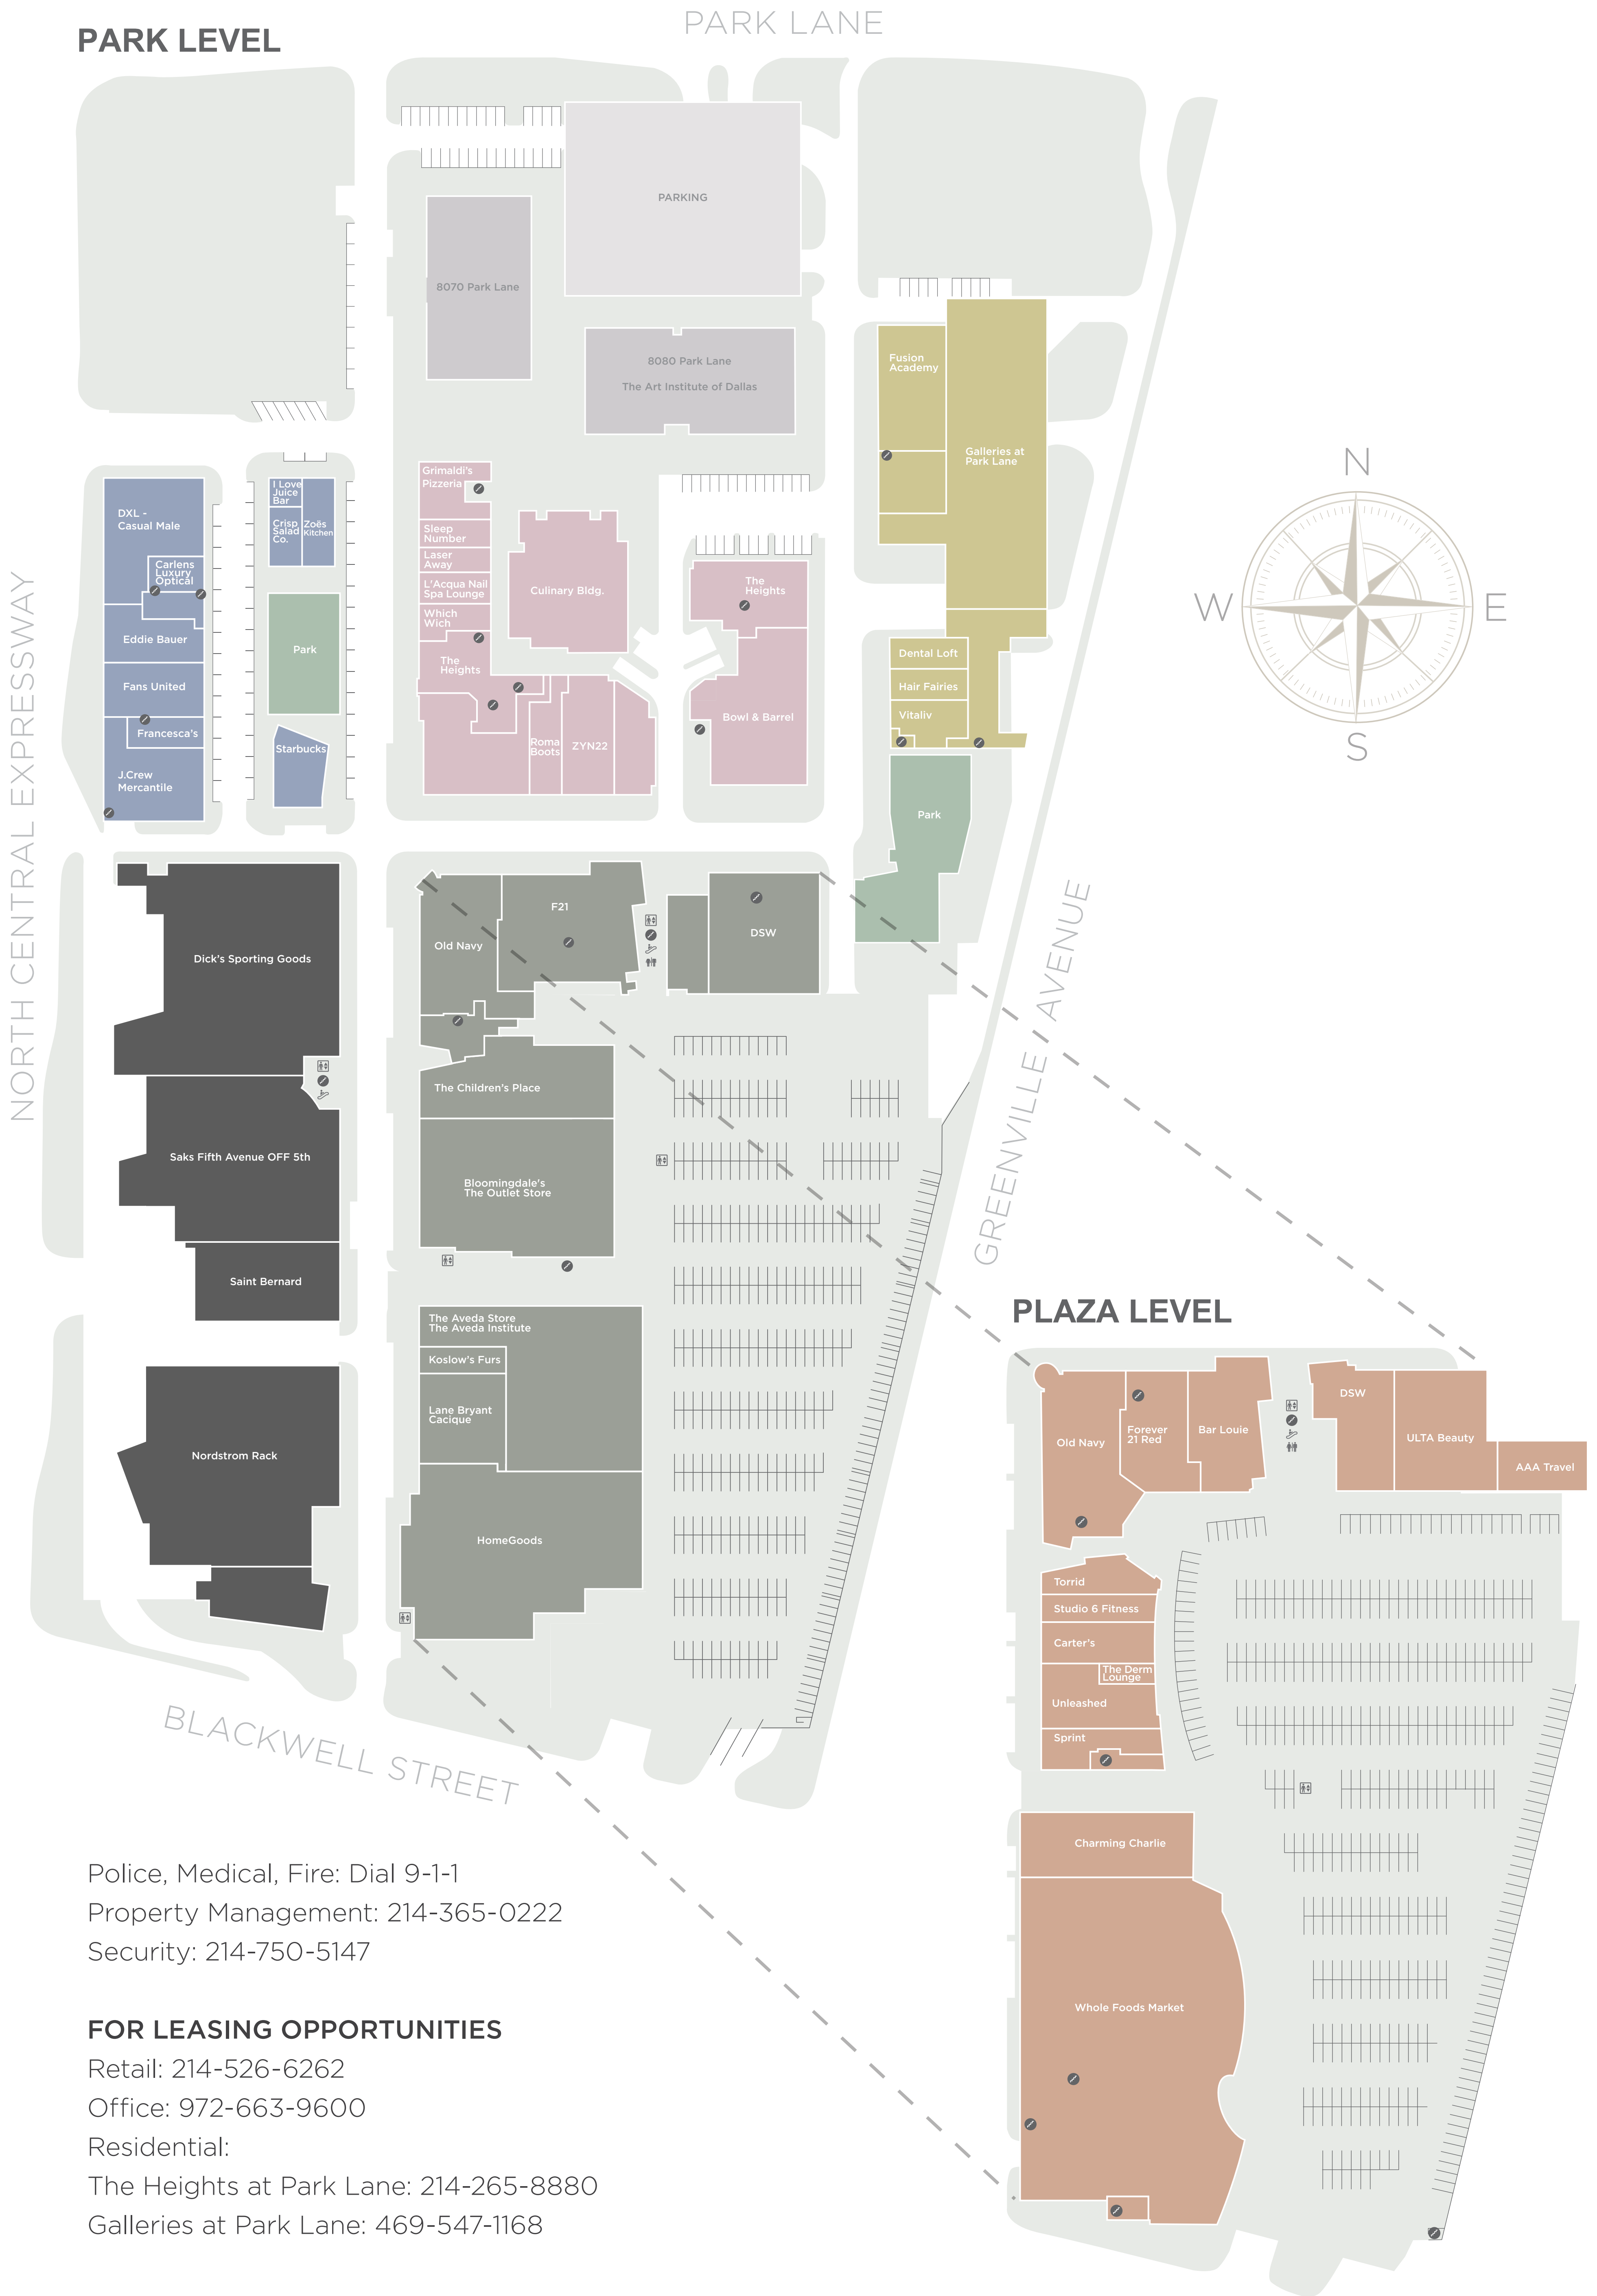 PARK LANE
PARK LEVEL
PARKING
8070 Park Lane
8080 Park Lane
The Art Institute of Dallas
Fusion
Academy
Galleries at
Park Lane
N
W
E
S
NORTH CENTRAL EXPRESSWAY
DXL -
Casual Male
Carlens
Luxury
Optical
Eddie Bauer
Fans United
Francesca's
J.Crew
Mercantile
I Love
Juice
Bar
Crisp
Salad
Co.
Zoës
Kitchen
Park
Starbucks
Grimaldi's
Pizzeria
Sleep
Number
Laser
Away
L'Acqua Nail
Spa Lounge
Which
Wich
The
Heights
Culinary Bldg.
Roma
Boots
ZYN22
The
Heights
Bowl & Barrel
Dental Loft
Hair Fairies
Vitaliv
Park
Dick's Sporting Goods
Saks Fifth Avenue OFF 5th
Saint Bernard
Nordstrom Rack
Old Navy
F21
DSW
The Children's Place
Bloomingdale's
The Outlet Store
The Aveda Store
The Aveda Institute
Koslow's Furs
Lane Bryant
Cacique
HomeGoods
GREENVILLE AVENUE
BLACKWELL STREET
PLAZA LEVEL
Old Navy
Forever
21 Red
Bar Louie
DSW
ULTA Beauty
AAA Travel
Torrid
Studio 6 Fitness
Carter's
The Derm
Lounge
Unleashed
Sprint
Charming Charlie
Whole Foods Market
Police, Medical, Fire: Dial 9-1-1
Property Management: 214-365-0222
Security: 214-750-5147
FOR LEASING OPPORTUNITIES
Retail: 214-526-6262
Office: 972-663-9600
Residential:
The Heights at Park Lane: 214-265-8880
Galleries at Park Lane: 469-547-1168